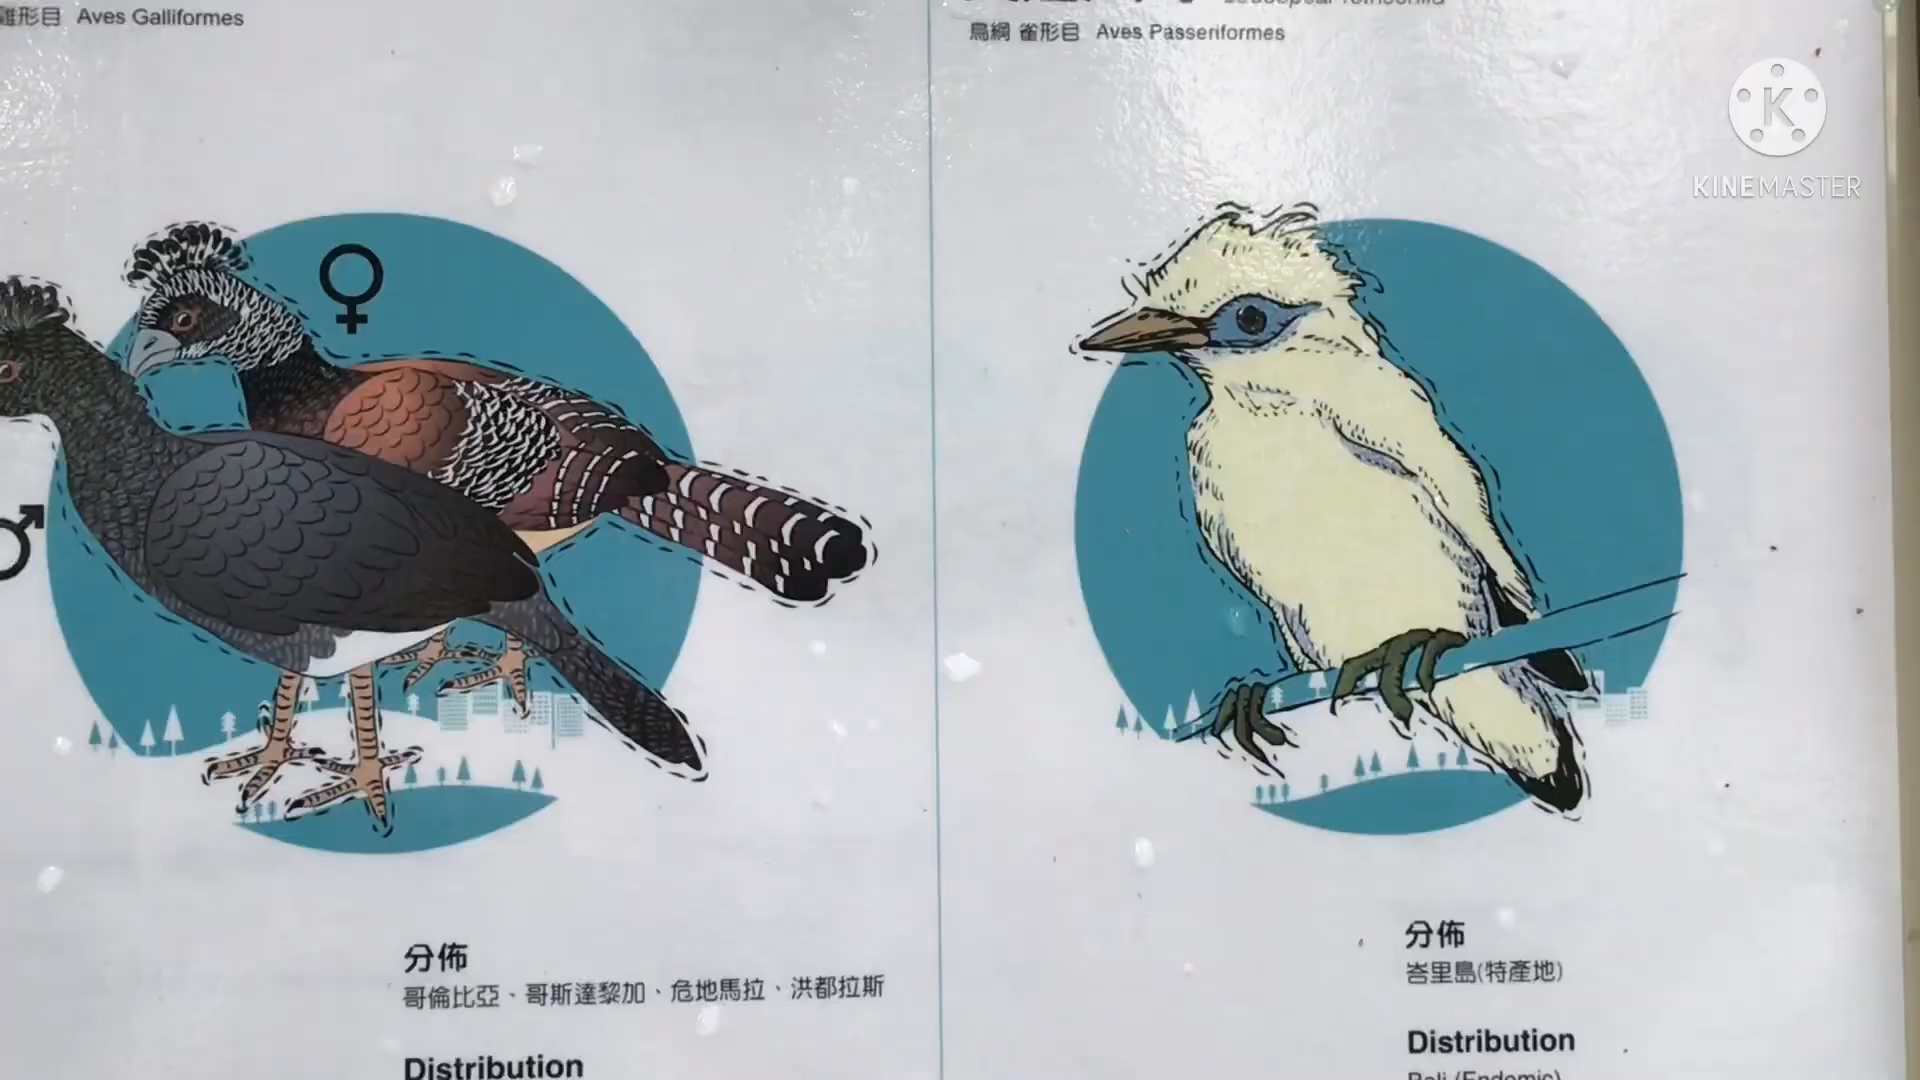 雞形目 Aves Galliformes
鳥綱 雀形目 Aves Passeriformes
K
KINEMASTER
分佈
哥倫比亞、哥斯達黎加、危地馬拉、洪都拉斯
Distribution
分佈
峇里島(特產地)
Distribution
Bali (Endemic)